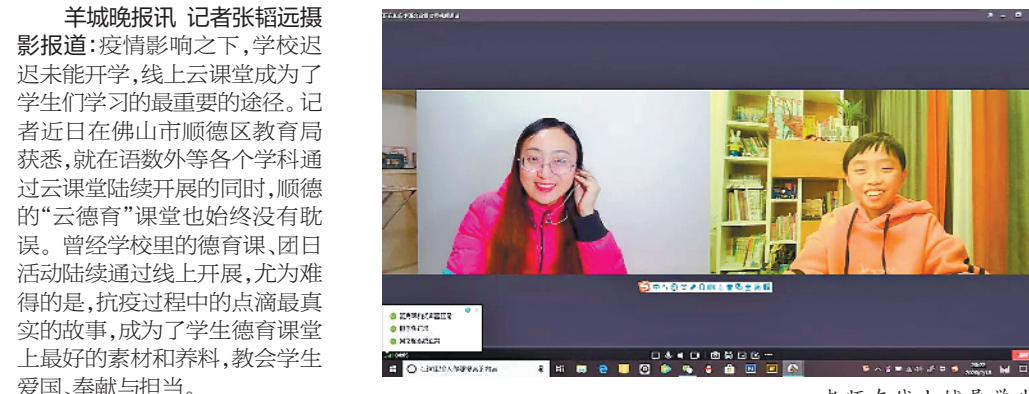 羊城晚报讯 记者张韬远摄
影报道：疫情影响之下，学校迟
迟未能开学，线上云课堂成为了
学生们学习的最重要的途径。记
者近日在佛山市顺德区教育局
获悉，就在语数外等各个学科通
过云课堂陆续开展的同时，顺德
的“云德育”课堂也始终没有耽
误。曾经学校里的德育课、团日
活动陆续通过线上开展，尤为难
得的是，抗疫过程中的点滴最真
实的故事，成为了学生德育课堂
上最好的素材和养料，教会学生
爱国、奉献与担当。